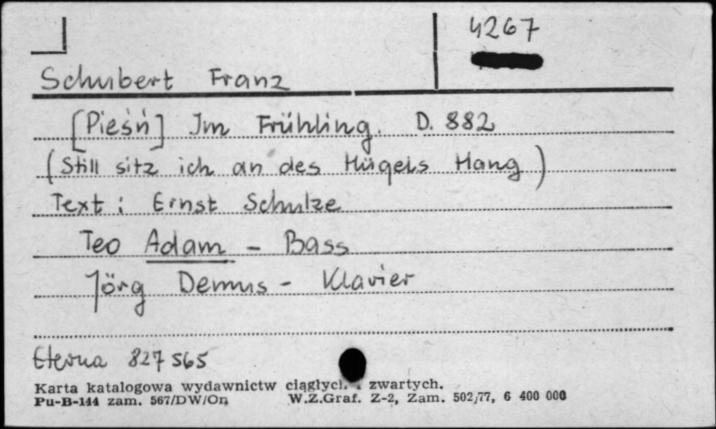 4267
Schubert Franz
[Pieśń] Im Frühling. D. 882
(Still sitz ich an des Hügels Hang)
Text: Ernst Schulze
Teo Adam - Bass
Jörg Demus - Klavier
Eterna 827 565
Karta katalogowa wydawnictw ciągłych i zwartych.
Pu-B-144 zam. 567/DW/On W.Z.Graf. Z-2, Zam. 502/77, 6 400 000